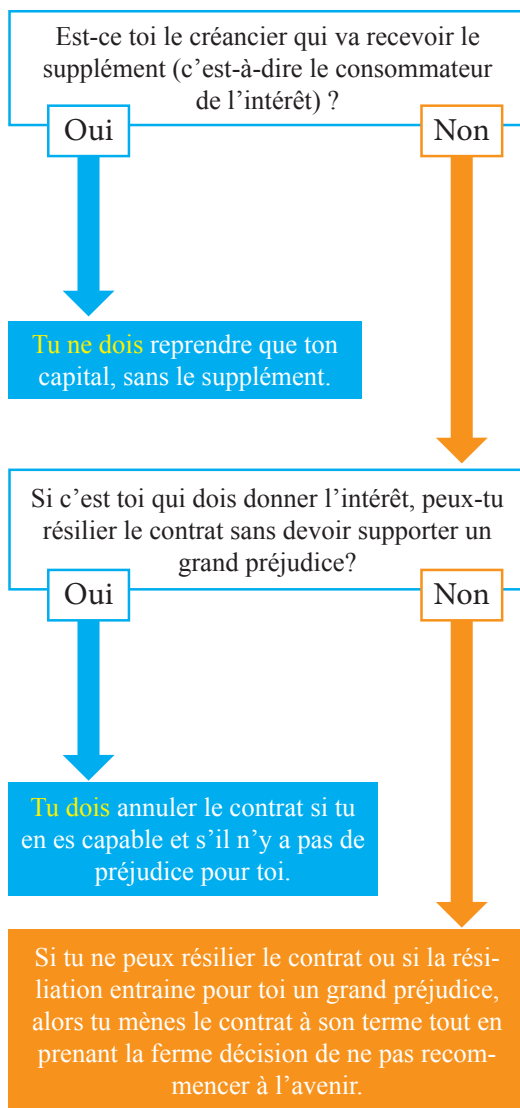 Est-ce toi le créancier qui va recevoir le
supplément (c’est-à-dire le consommateur
de l’intérêt) ?
Oui
Non
Tu ne dois reprendre que ton
capital, sans le supplément.
Si c’est toi qui dois donner l’intérêt, peux-tu
résilier le contrat sans devoir supporter un
grand préjudice?
Oui
Non
Tu dois annuler le contrat si tu
en es capable et s’il n’y a pas de
préjudice pour toi.
Si tu ne peux résilier le contrat ou si la rési-
liation entraine pour toi un grand préjudice,
alors tu mènes le contrat à son terme tout en
prenant la ferme décision de ne pas recom-
mencer à l’avenir.